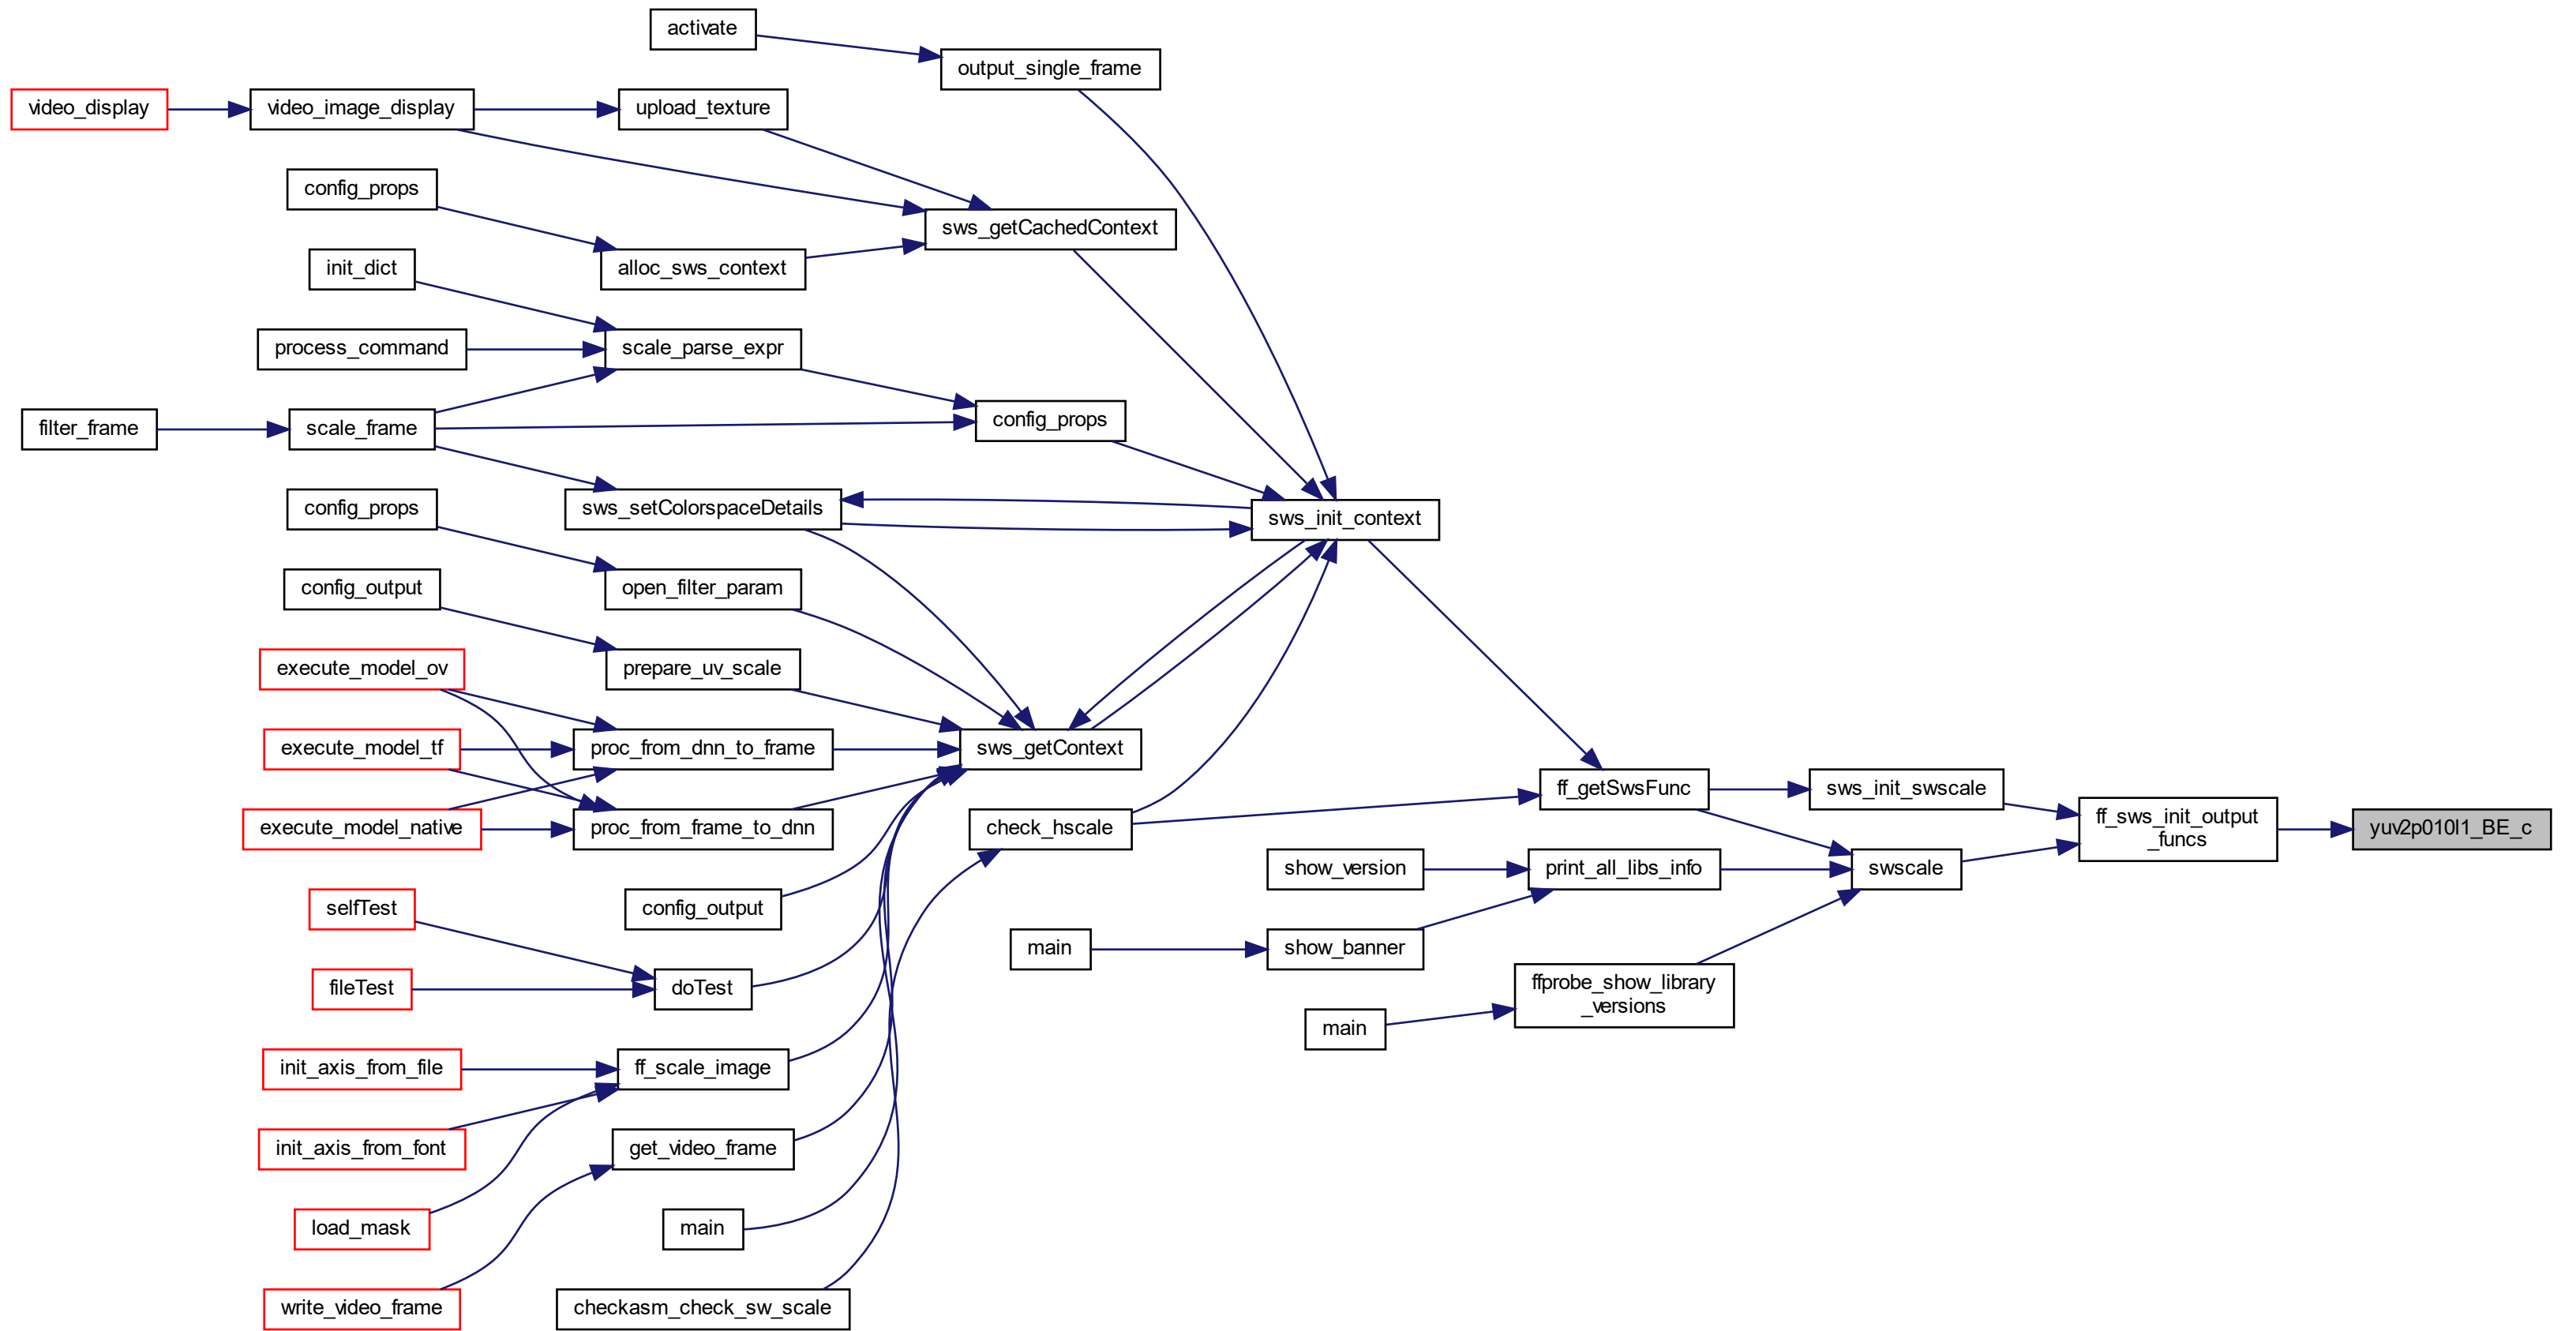 activate
output_single_frame
video_display
video_image_display
upload_texture
config_props
sws_getCachedContext
init_dict
alloc_sws_context
process_command
scale_parse_expr
filter_frame
scale_frame
config_props
config_props
sws_setColorspaceDetails
sws_init_context
config_output
open_filter_param
execute_model_ov
prepare_uv_scale
execute_model_tf
proc_from_dnn_to_frame
sws_getContext
ff_getSwsFunc
sws_init_swscale
execute_model_native
proc_from_frame_to_dnn
check_hscale
ff_sws_init_output
_funcs
yuv2p010l1_BE_c
show_version
print_all_libs_info
swscale
selfTest
config_output
main
show_banner
fileTest
doTest
ffprobe_show_library
_versions
main
init_axis_from_file
ff_scale_image
init_axis_from_font
get_video_frame
load_mask
main
write_video_frame
checkasm_check_sw_scale